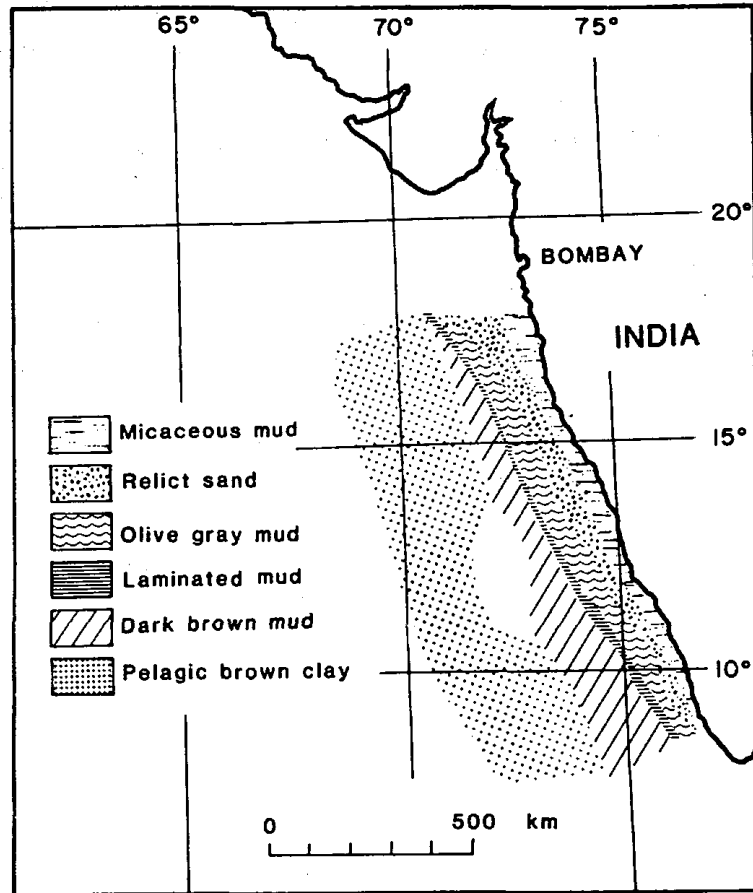 65°
70°
75°
20°
BOMBAY
INDIA
15°
Micaceous mud
Relict sand
Olive gray mud
Laminated mud
Dark brown mud
Pelagic brown clay
10°
0 500 km